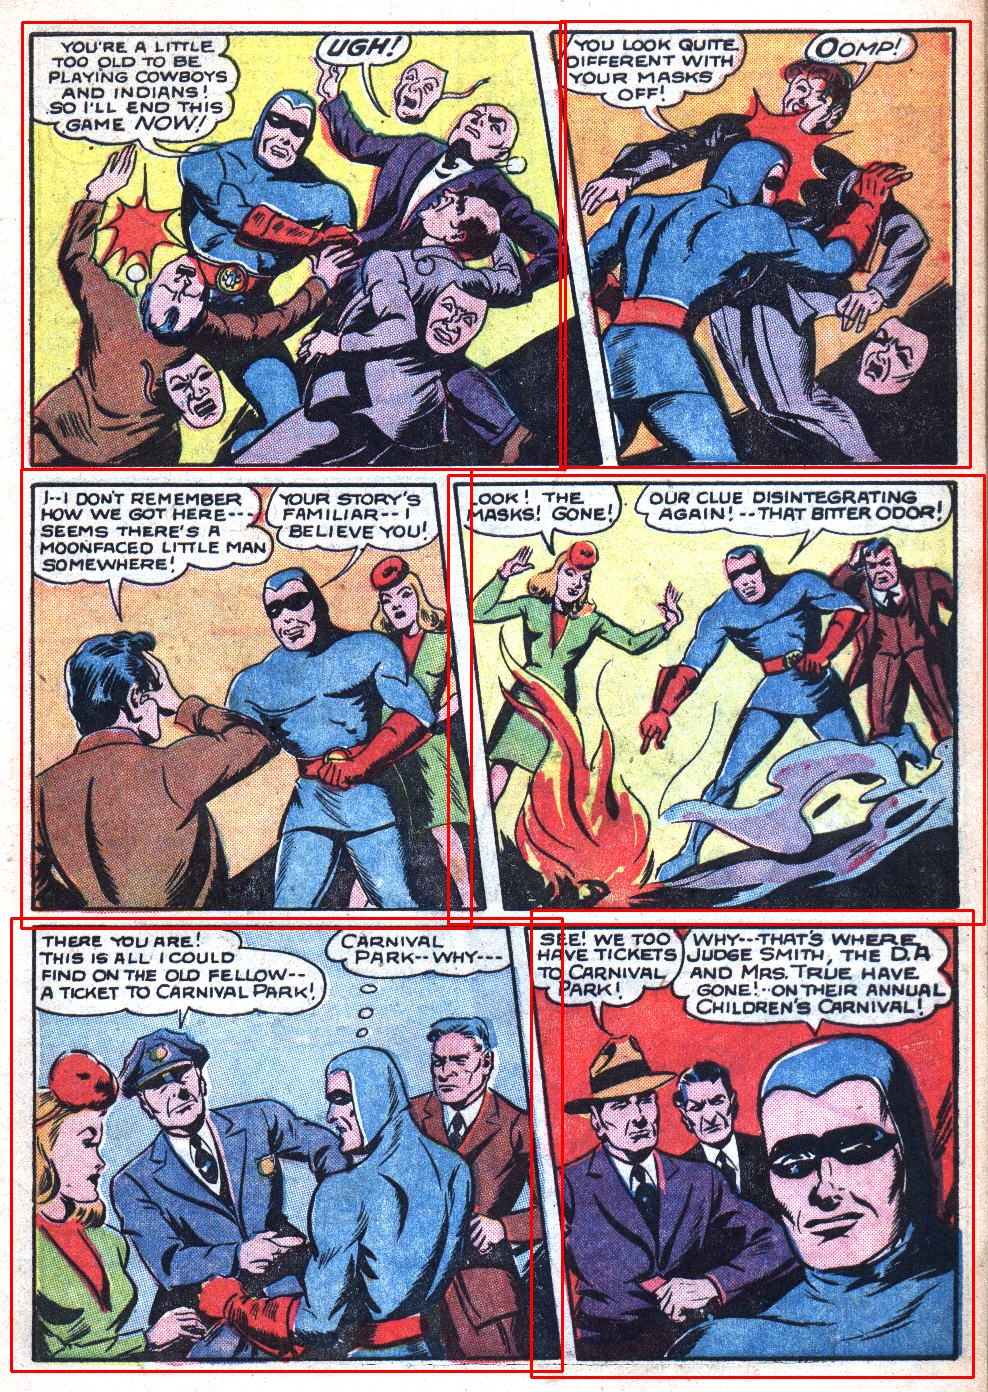 YOU'RE A LITTLE
TOO OLD TO BE
PLAYING COWBOYS
AND INDIANS!
SO I'LL END THIS
GAME NOW!
UGH!
YOU LOOK QUITE
DIFFERENT WITH
YOUR MASKS
OFF!
OOMP!
I--I DON'T REMEMBER
HOW WE GOT HERE---
SEEMS THERE'S A
MOONFACED LITTLE MAN
SOMEWHERE!
YOUR STORY'S
FAMILIAR--I
BELIEVE YOU!
LOOK! THE
MASKS! GONE!
OUR CLUE DISINTEGRATING
AGAIN!--THAT BITTER ODOR!
THERE YOU ARE!
THIS IS ALL I COULD
FIND ON THE OLD FELLOW--
A TICKET TO CARNIVAL PARK!
CARNIVAL
PARK--WHY---
SEE! WE TOO
HAVE TICKETS
TO CARNIVAL
PARK!
WHY---THAT'S WHERE
JUDGE SMITH, THE D.A
AND MRS. TRUE HAVE
GONE!--ON THEIR ANNUAL
CHILDREN'S CARNIVAL!